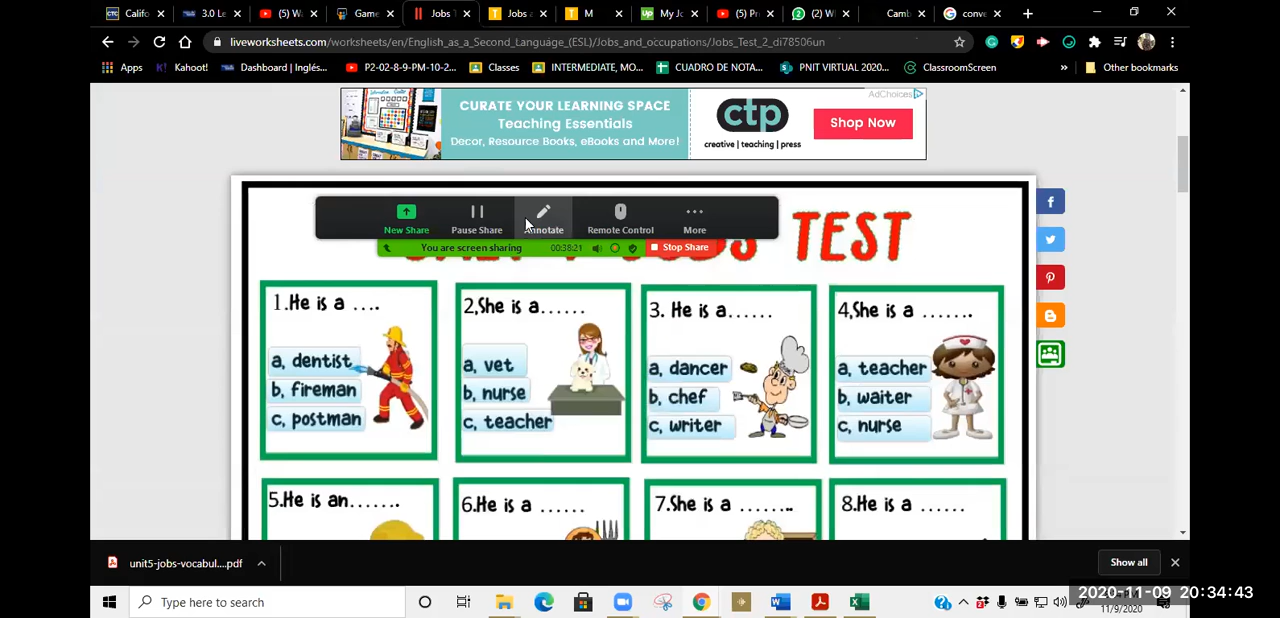 Califo
3.0 Le
(5) Wa
Game
Jobs T
Jobs a
M
My Jo
(5) Pro
(2) W
Camb
conve
liveworksheets.com/worksheets/en/English_as_a_Second_Language_(ESL)/Jobs_and_occupations/Jobs_Test_2_di78506un
Apps
Kahoot!
Dashboard | Inglés...
P2-02-8-9-PM-10-2...
Classes
INTERMEDIATE, MO...
CUADRO DE NOTA...
PNIT VIRTUAL 2020...
ClassroomScreen
»
Other bookmarks
CURATE YOUR LEARNING SPACE
Teaching Essentials
Decor, Resource Books, eBooks and More!
ctp
creative | teaching | press
AdChoices
Shop Now
New Share
Pause Share
Annotate
Remote Control
More
You are screen sharing
00:38:21
Stop Share
TEST
1.He is a ....
a, dentist
b, fireman
c, postman
2,She is a......
a, vet
b, nurse
c, teacher
3. He is a......
a, dancer
b, chef
c, writer
4,She is a .......
a, teacher
b, waiter
c, nurse
5.He is an.......
6.He is a ......
7.She is a ........
8.He is a ......
unit5-jobs-vocabul....pdf
Show all
Type here to search
2020-11-09 20:34:43
11/9/2020